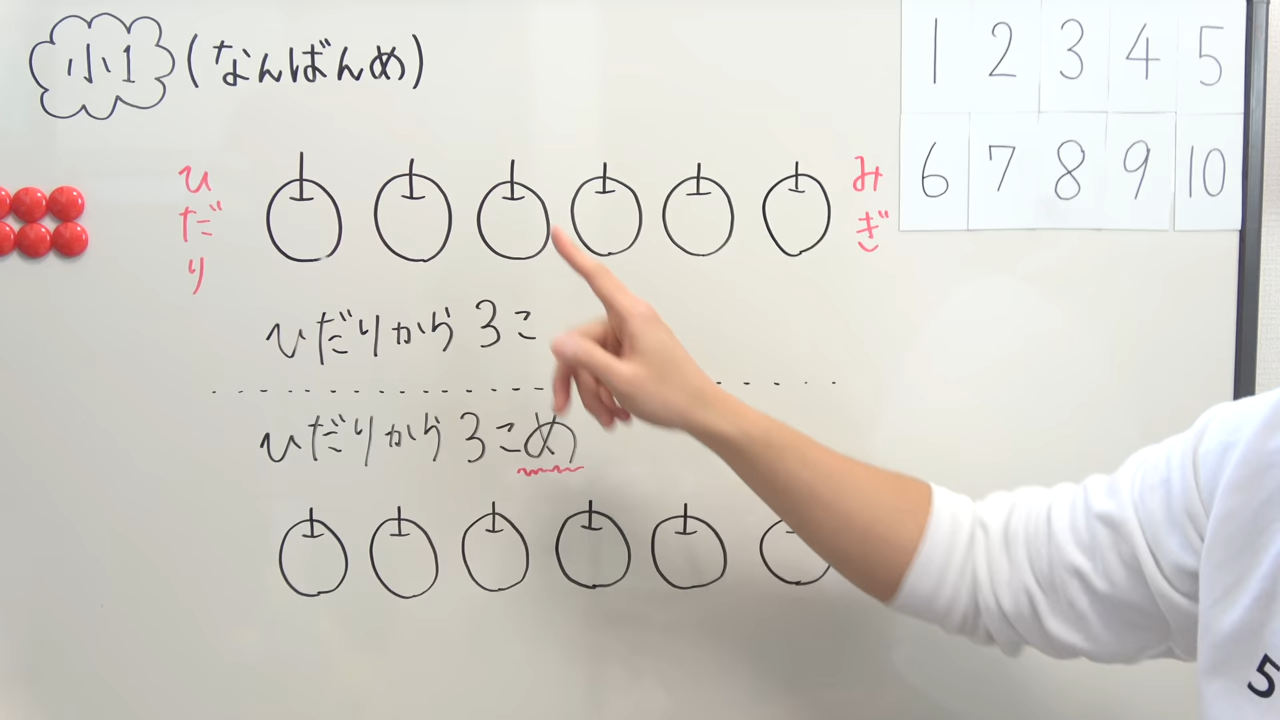 小1 (なんばんめ)
1 2 3 4 5
6 7 8 9 10
ひだり
みぎ
ひだりから3こ
ひだりから3こめ
5